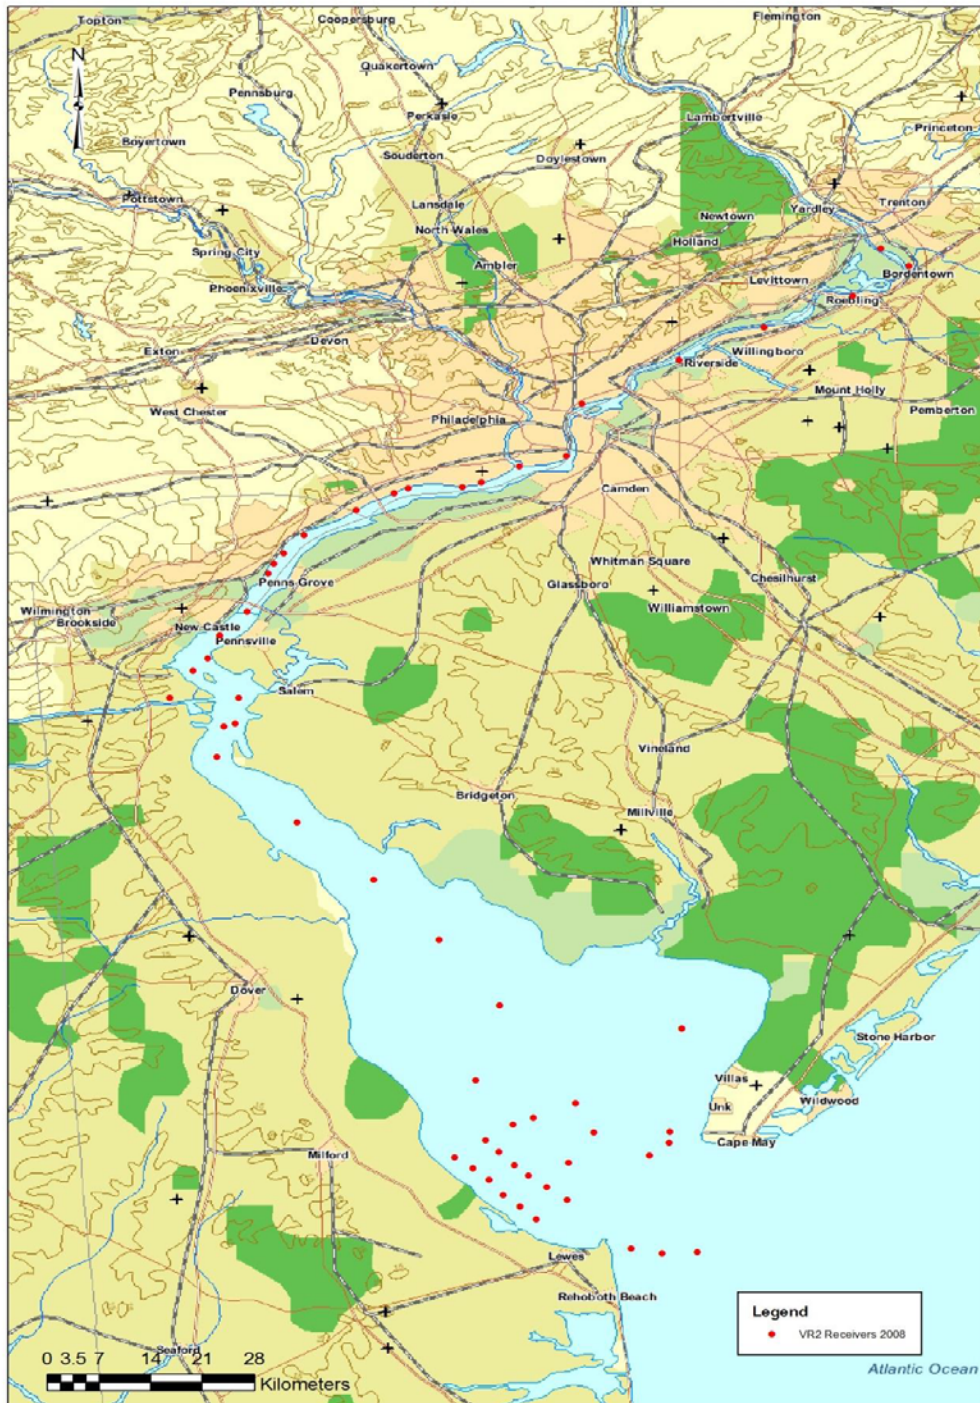 Topton
Coopersburg
Flemington
N
Quakertown
Pennsburg
Perkasie
Lambertville
Princeton
Boyertown
Souderton
Doylestown
Pottstown
Lansdale
Yardley
Trenton
Newtown
North Wales
Holland
Spring City
Ambler
Bordentown
Levittown
Phoenixville
Roebling
Devon
Exton
Willingboro
Riverside
Mount Holly
West Chester
Philadelphia
Pemberton
Camden
Whitman Square
Chesilhurst
Penns Grove
Glassboro
Williamstown
Wilmington
Brookside
New Castle
Pennsville
Salem
Vineland
Bridgeton
Millville
Dover
Stone Harbor
Villas
Wildwood
Unk
Cape May
Milford
Lewes
Rehoboth Beach
Legend
VR2 Receivers 2008
Seaford
0 3.5 7 14 21 28
Kilometers
Atlantic Ocean